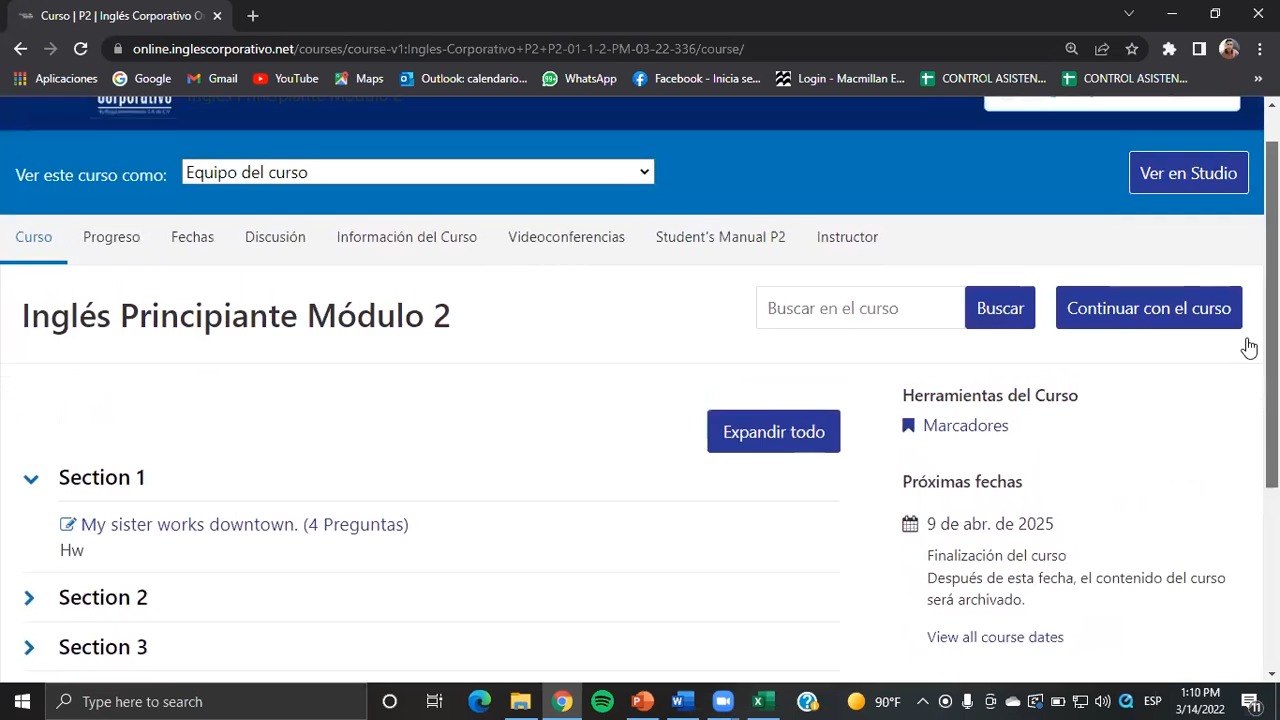 Curso | P2 | Inglés Corporativo O
online.inglescorporativo.net/courses/course-v1:Ingles-Corporativo+P2+P2-01-1-2-PM-03-22-336/course/
Aplicaciones Google Gmail YouTube Maps Outlook: calendario... WhatsApp Facebook - Inicia se... Login - Macmillan E... CONTROL ASISTEN... CONTROL ASISTEN... »
corporativo Inglés Principiante Módulo 2
Ver este curso como: Equipo del curso Ver en Studio
Curso Progreso Fechas Discusión Información del Curso Videoconferencias Student's Manual P2 Instructor
Inglés Principiante Módulo 2 Buscar en el curso Buscar Continuar con el curso
Expandir todo
Section 1
My sister works downtown. (4 Preguntas)
Hw
Section 2
Section 3
Herramientas del Curso
Marcadores
Próximas fechas
9 de abr. de 2025
Finalización del curso
Después de esta fecha, el contenido del curso
será archivado.
View all course dates
Type here to search 99+ 90°F ESP 1:10 PM
3/14/2022